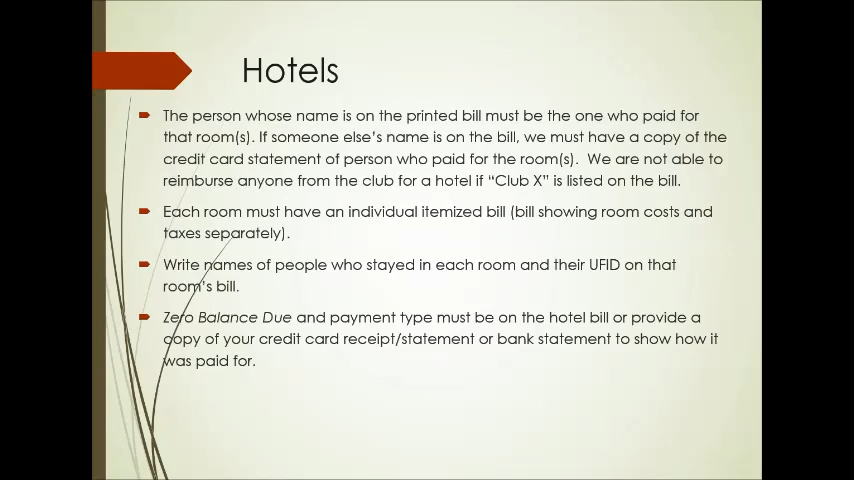 Hotels
The person whose name is on the printed bill must be the one who paid for
that room(s). If someone else's name is on the bill, we must have a copy of the
credit card statement of person who paid for the room(s).  We are not able to
reimburse anyone from the club for a hotel if “Club X” is listed on the bill.
Each room must have an individual itemized bill (bill showing room costs and
taxes separately).
Write names of people who stayed in each room and their UFID on that
room's bill.
Zero Balance Due and payment type must be on the hotel bill or provide a
copy of your credit card receipt/statement or bank statement to show how it
was paid for.